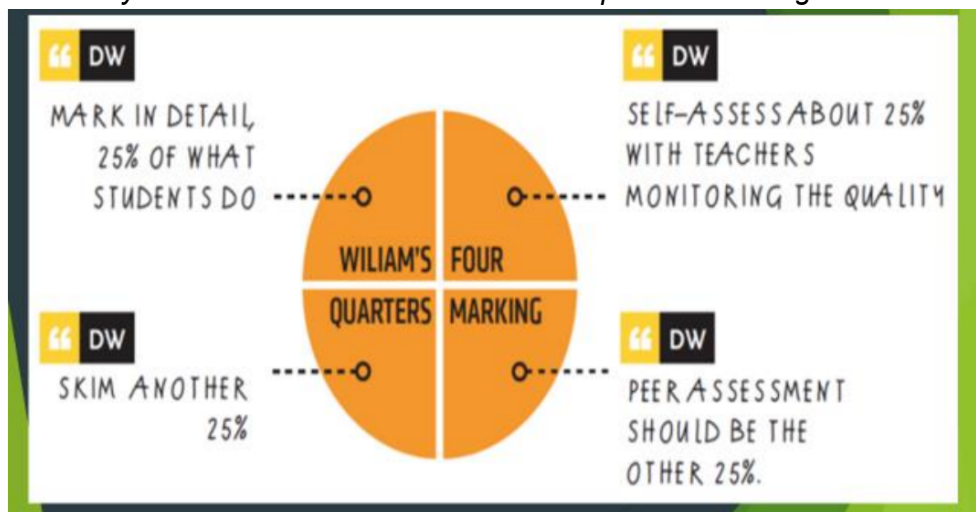 DW
MARK IN DETAIL,
25% OF WHAT
STUDENTS DO
DW
SELF-ASSESS ABOUT 25%
WITH TEACHERS
MONITORING THE QUALITY
WILIAM'S FOUR
QUARTERS MARKING
DW
SKIM ANOTHER
25%
DW
PEER ASSESSMENT
SHOULD BE THE
OTHER 25%.